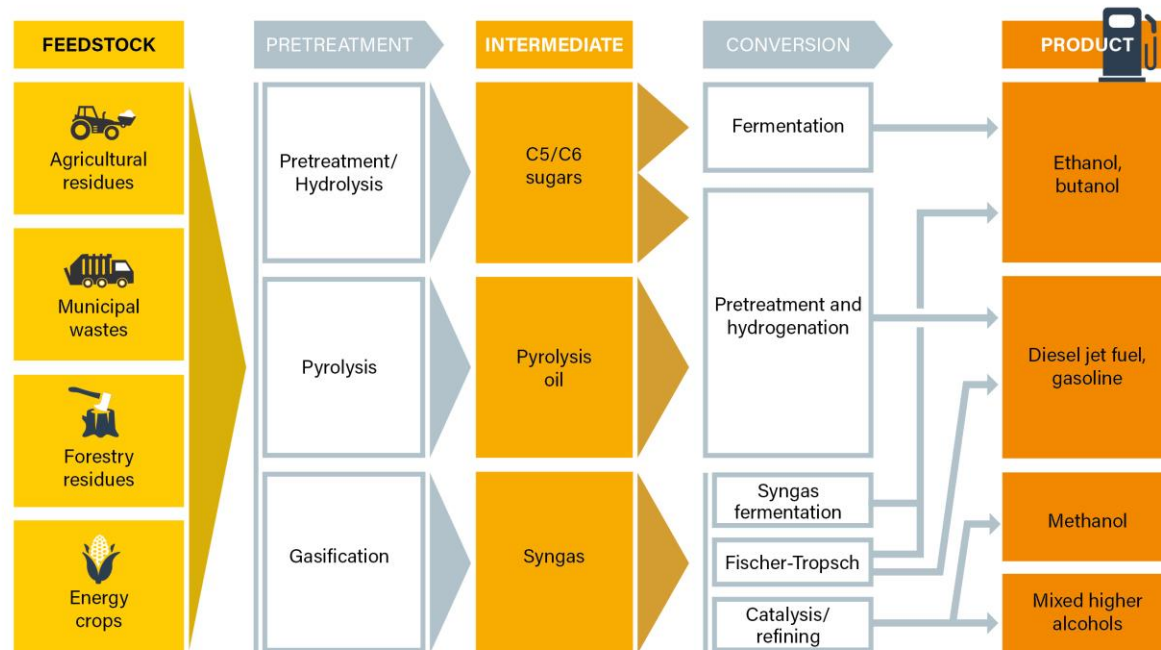 FEEDSTOCK
PRETREATMENT
INTERMEDIATE
CONVERSION
PRODUCT
Agricultural
residues
Municipal
wastes
Forestry
residues
Energy
crops
Pretreatment/
Hydrolysis
Pyrolysis
Gasification
C5/C6
sugars
Pyrolysis
oil
Syngas
Fermentation
Pretreatment and
hydrogenation
Syngas
fermentation
Fischer-Tropsch
Catalysis/
refining
Ethanol,
butanol
Diesel jet fuel,
gasoline
Methanol
Mixed higher
alcohols